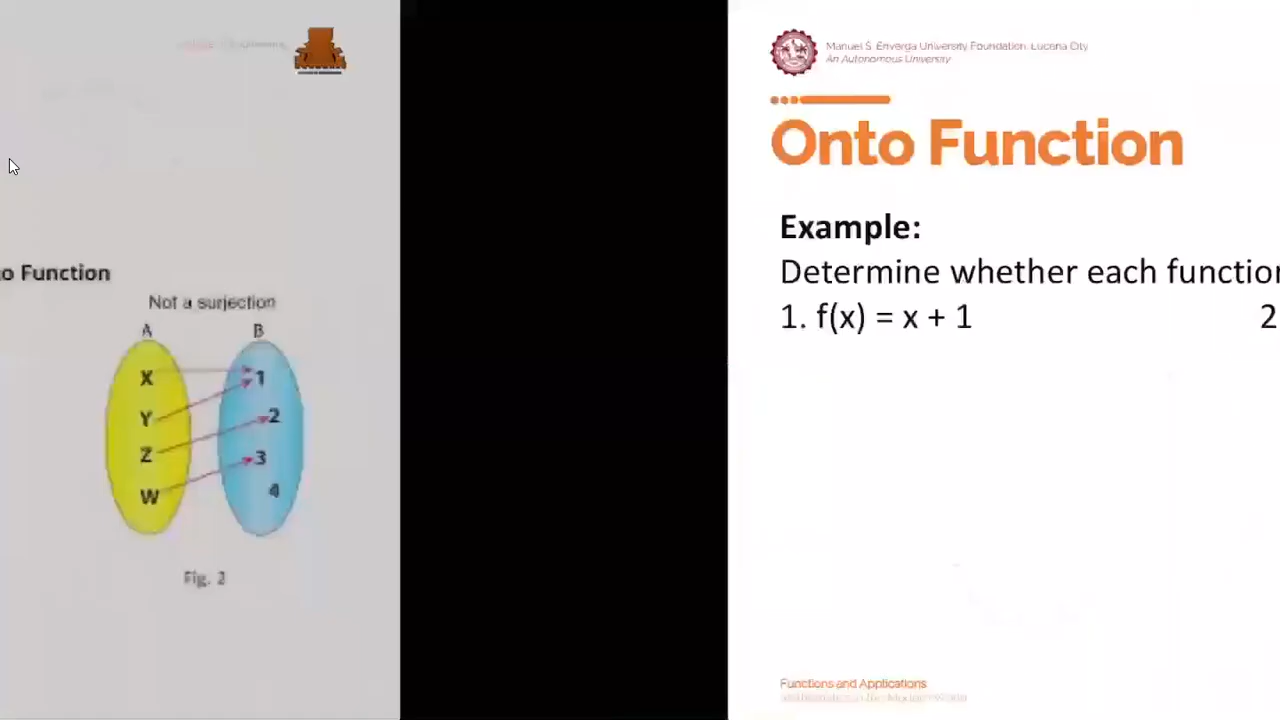 o Function
Not a surjection
A B
X 1
Y 2
Z 3
W 4
Fig. 2
Manuel S. Enverga University Foundation, Lucena City
An Autonomous University
Onto Function
Example:
Determine whether each function
1. f(x) = x + 1 2
Functions and Applications